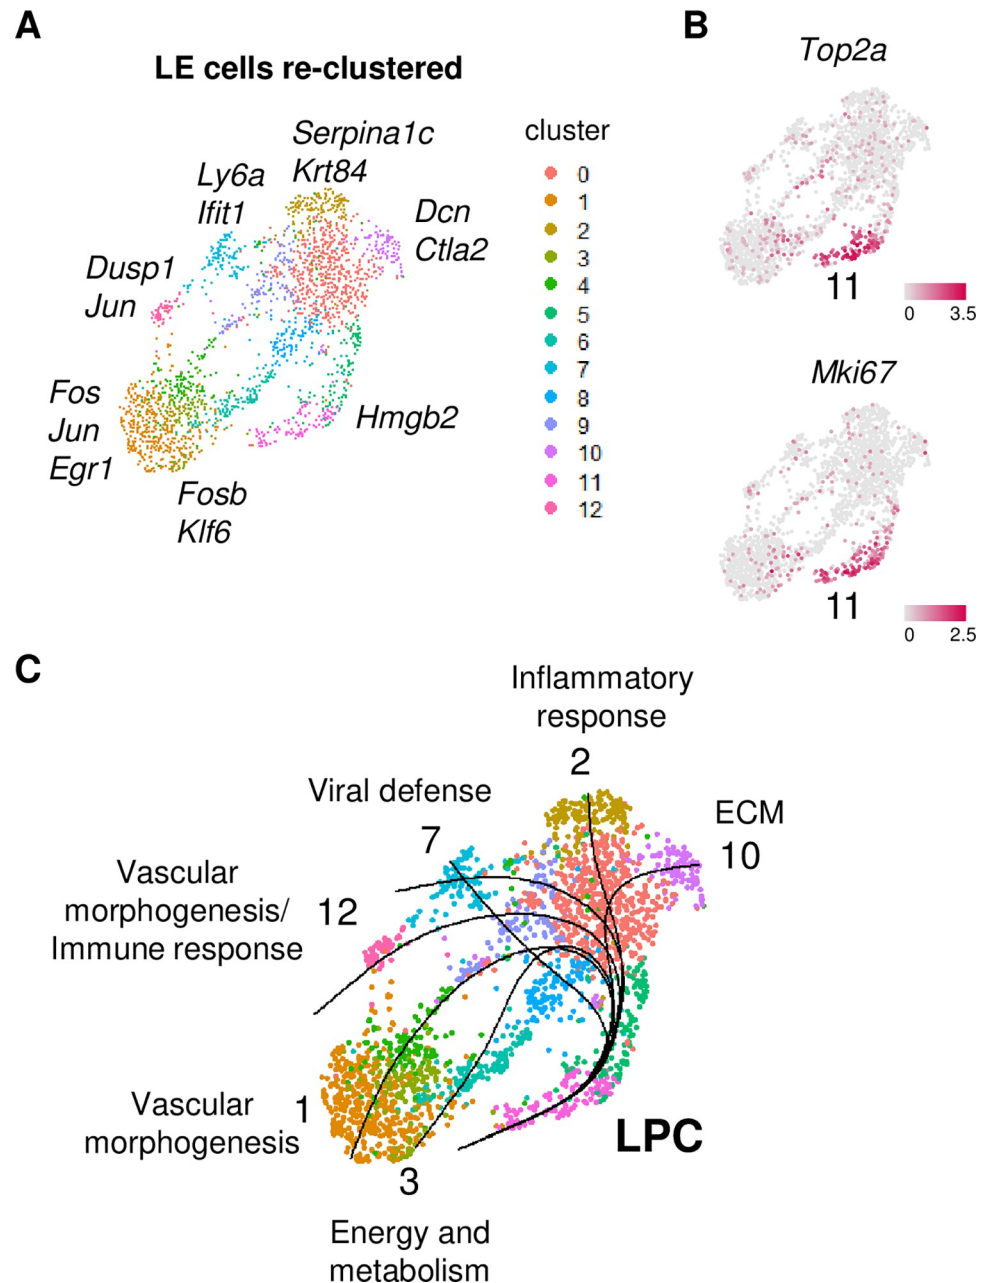 A
LE cells re-clustered
Serpina1c
Krt84
Ly6a
Ifit1
Dcn
Ctla2
Dusp1
Jun
Fos
Jun
Egr1
Hmgb2
Fosb
Klf6
cluster
0
1
2
3
4
5
6
7
8
9
10
11
12
B
Top2a
11
0 3.5
Mki67
11
0 2.5
C
Inflammatory
response
2
Viral defense
7
ECM
10
Vascular
morphogenesis/
Immune response
12
Vascular
morphogenesis
1
LPC
3
Energy and
metabolism